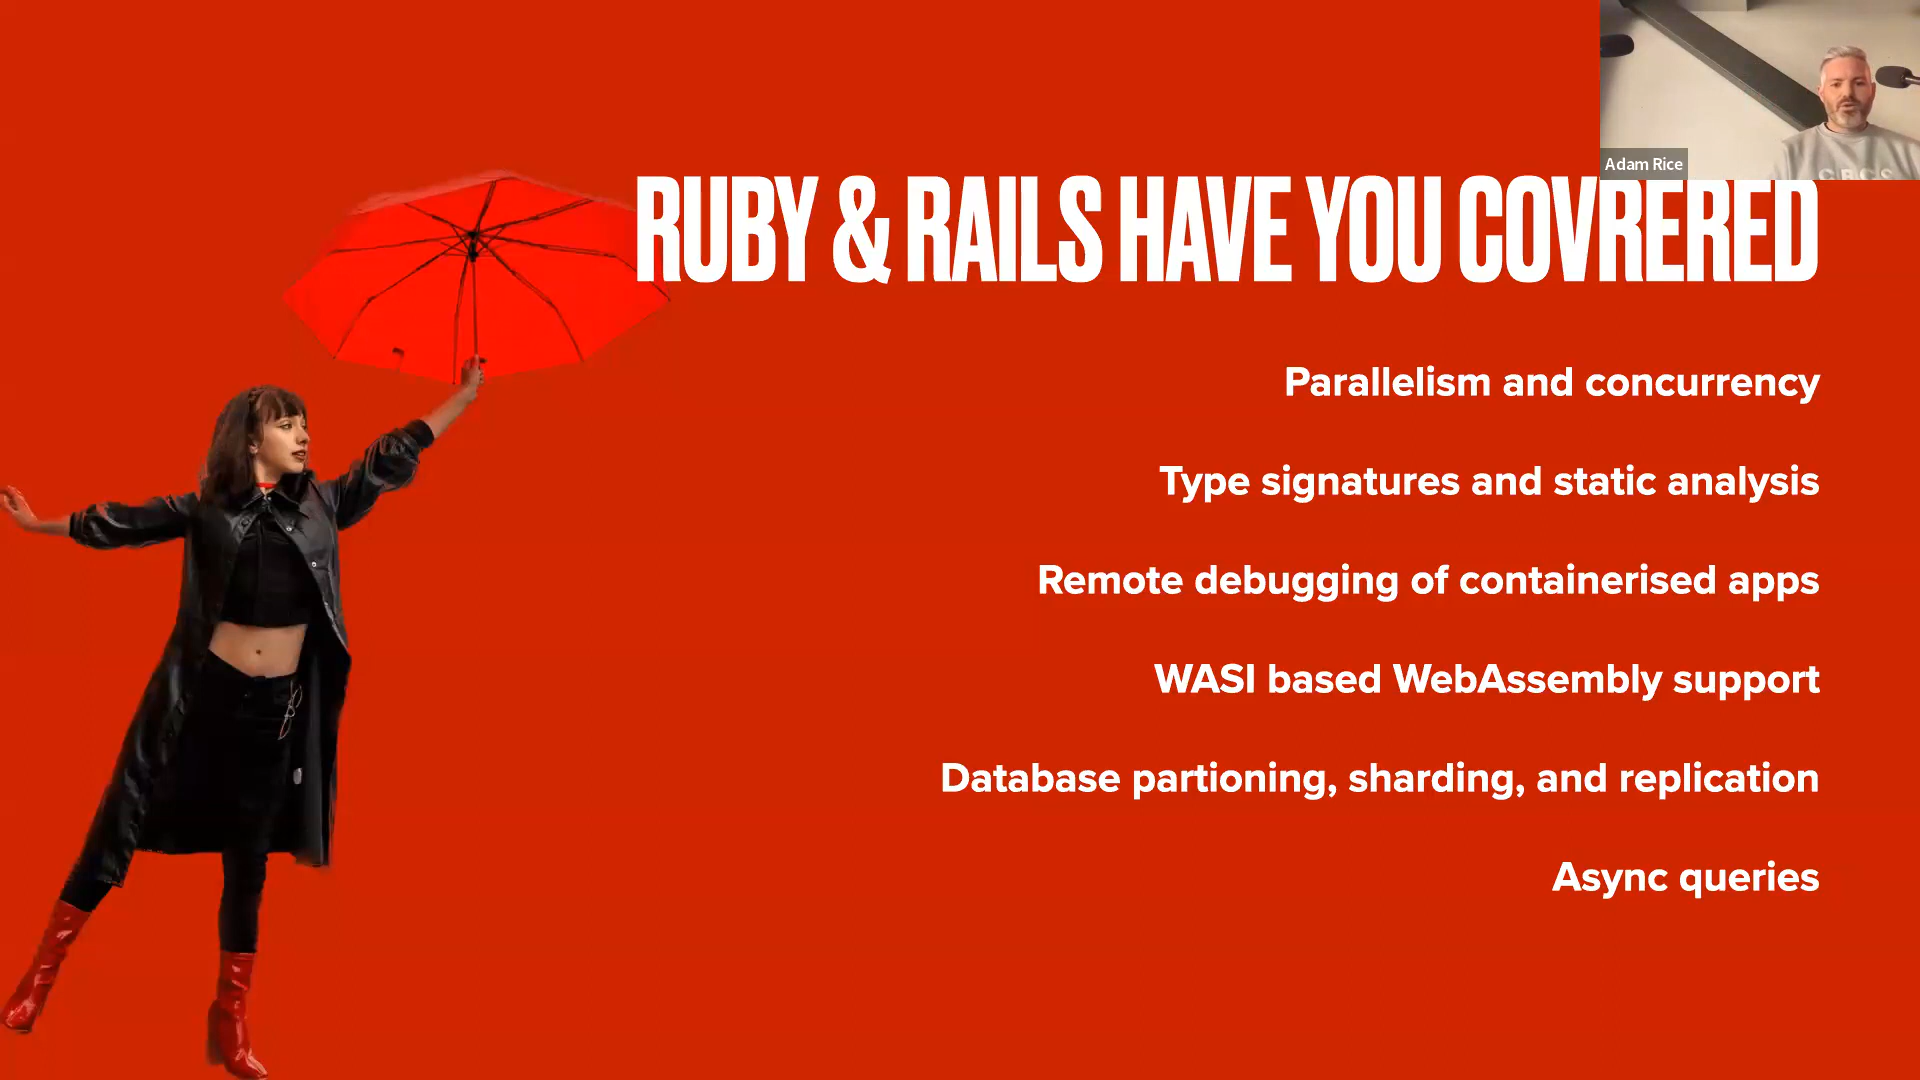 Adam Rice
RUBY & RAILS HAVE YOU COVRERED
Parallelism and concurrency
Type signatures and static analysis
Remote debugging of containerised apps
WASI based WebAssembly support
Database partioning, sharding, and replication
Async queries